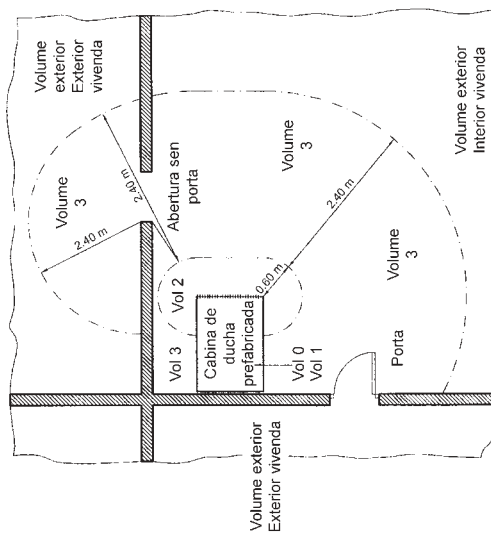 Volume
exterior
Exterior
vivenda
Volume
3
2.40 m
2.40 m
Abertura sen
porta
Vol 3
Vol 2
Cabina de
ducha
prefabricada
0.60 m
Volume
3
2.40 m
Vol 0
Vol 1
Volume
3
Porta
Volume exterior
Exterior vivenda
Volume exterior
Interior vivenda